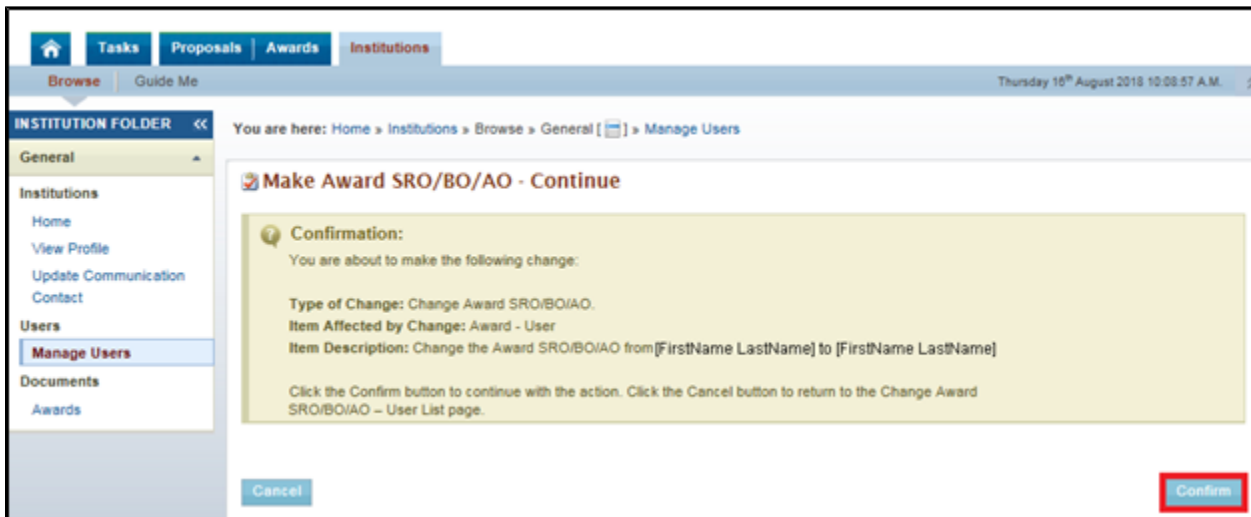 Tasks Proposals Awards Institutions
Browse Guide Me
Thursday 16th August 2018 10:08:57 A.M.
INSTITUTION FOLDER «
You are here: Home » Institutions » Browse » General [ ] » Manage Users
General
Make Award SRO/BO/AO - Continue
Institutions
Home
View Profile
Update Communication
Contact
Users
Manage Users
Documents
Awards
Confirmation:
You are about to make the following change:
Type of Change: Change Award SRO/BO/AO.
Item Affected by Change: Award - User
Item Description: Change the Award SRO/BO/AO from[FirstName LastName] to [FirstName LastName]
Click the Confirm button to continue with the action. Click the Cancel button to return to the Change Award
SRO/BO/AO – User List page.
Cancel
Confirm